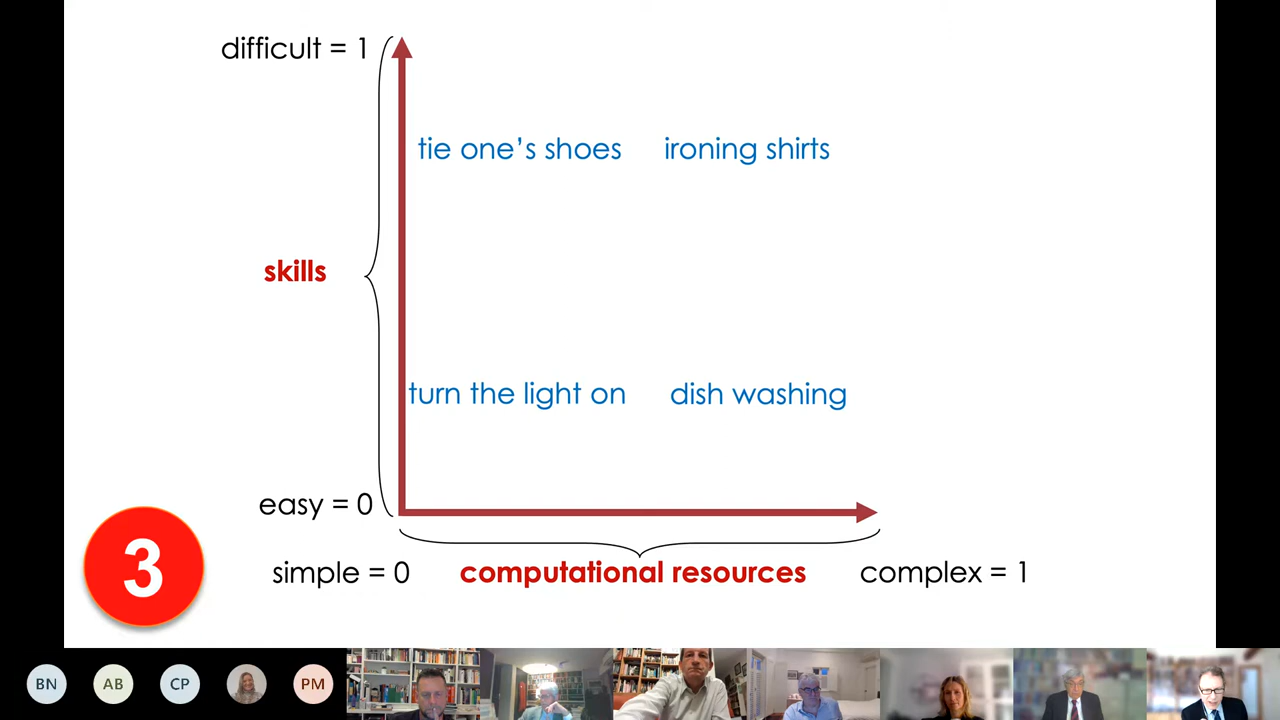 difficult = 1
tie one's shoes ironing shirts
skills
turn the light on dish washing
easy = 0
3
simple = 0 computational resources complex = 1
BN AB CP PM